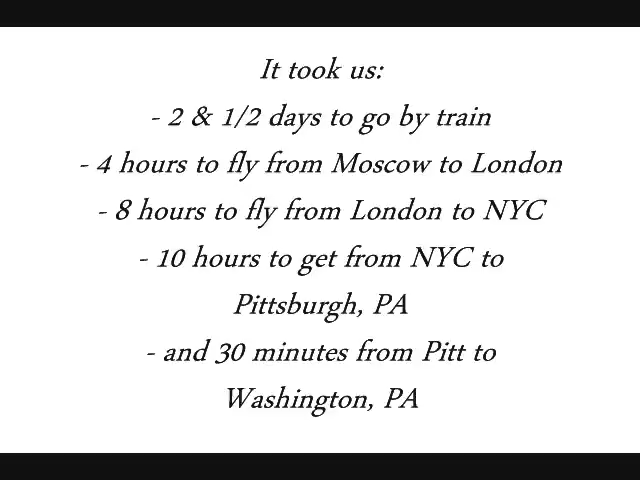 It took us:
- 2 & 1/2 days to go by train
- 4 hours to fly from Moscow to London
- 8 hours to fly from London to NYC
- 10 hours to get from NYC to
Pittsburgh, PA
- and 30 minutes from Pitt to
Washington, PA